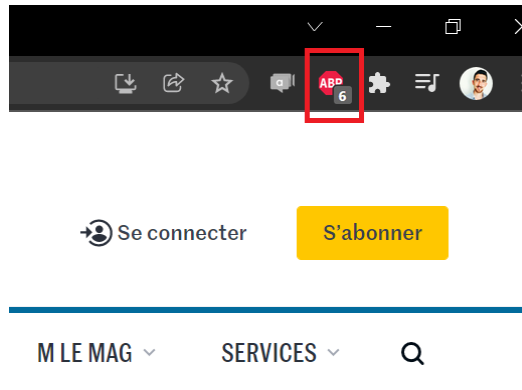 ABP
6
Se connecter
S'abonner
M LE MAG
SERVICES